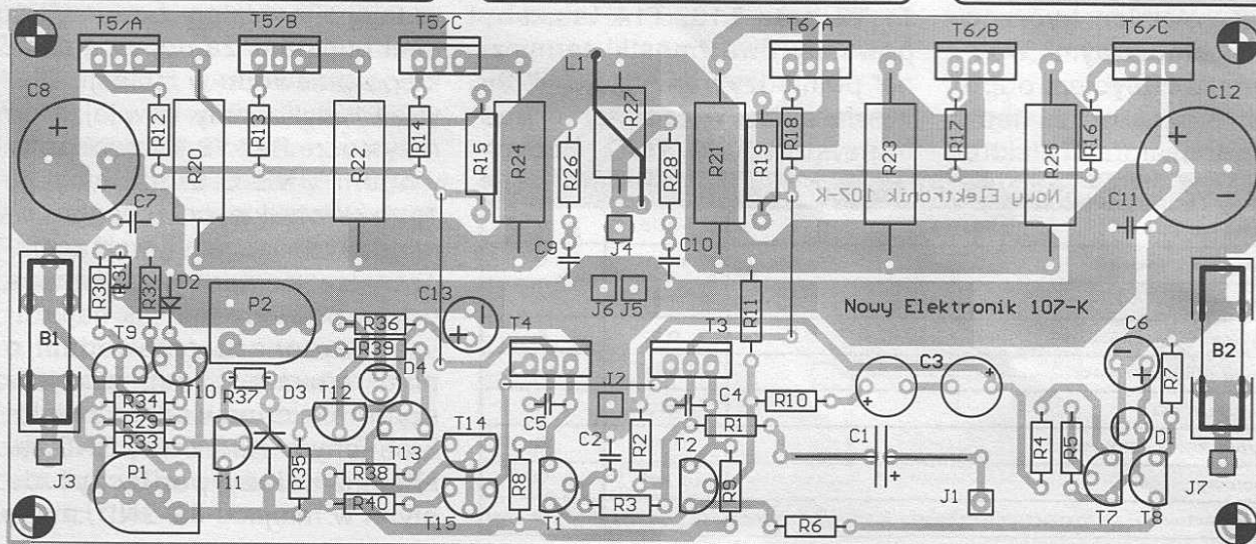 T5/A
T5/B
T5/C
T6/A
T6/B
T6/C
C8
L1
C12
R12
R20
R13
R22
R14
R15
R24
R26
R27
R28
R21
R19
R18
R23
R17
R25
R16
C7
Nowy Elektronik 107-K
C11
J4
C9
C10
R30
R31
R32
D2
P2
C13
J6
J5
R11
Nowy Elektronik 107-K
B1
T9
R36
T4
T3
C6
R39
C3
R7
B2
T10
R37
D3
T12
D4
J2
R34
R29
R33
C5
C4
R10
T11
T13
T14
C2
R2
T2
R1
C1
R4
R5
D1
J3
P1
R35
R38
R40
T15
R8
T1
R3
R9
R6
J1
T7
T8
J7